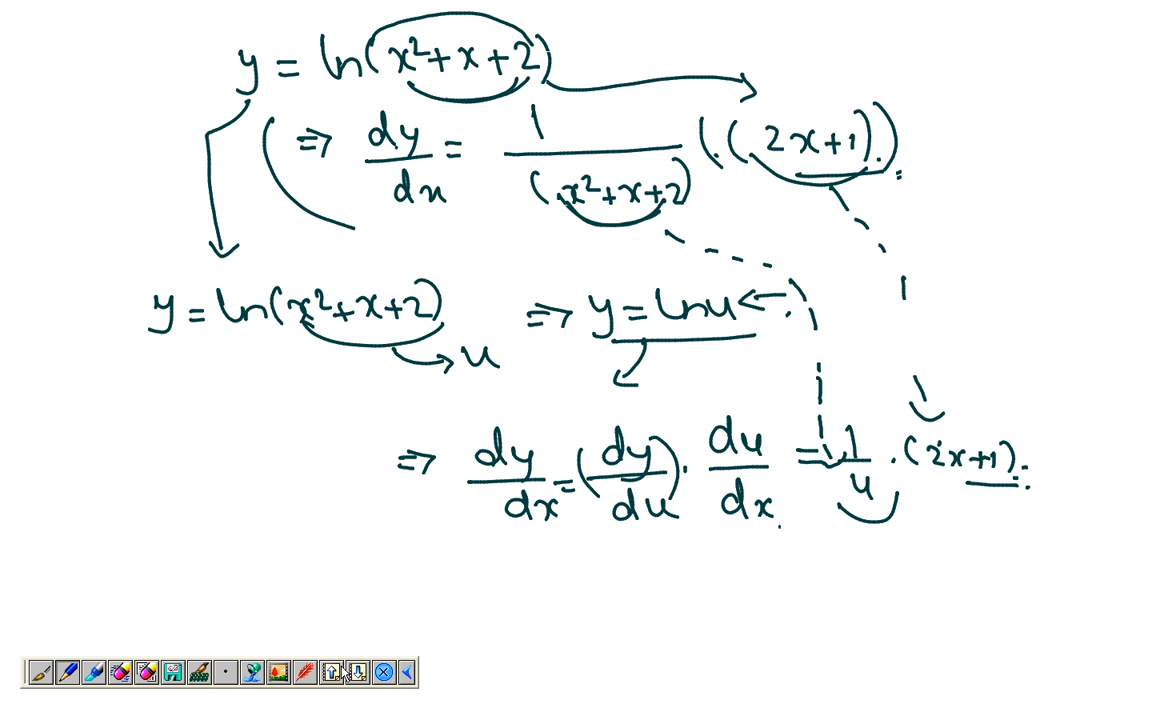 y = ln(x²+x+2)
⇒ dy/dx = 1/(x²+x+2) ((2x+1))
y = ln(x²+x+2) ⇒ y = lnu
→ u
⇒ dy/dx = (dy/du) · du/dx = 1/u · (2x+1)